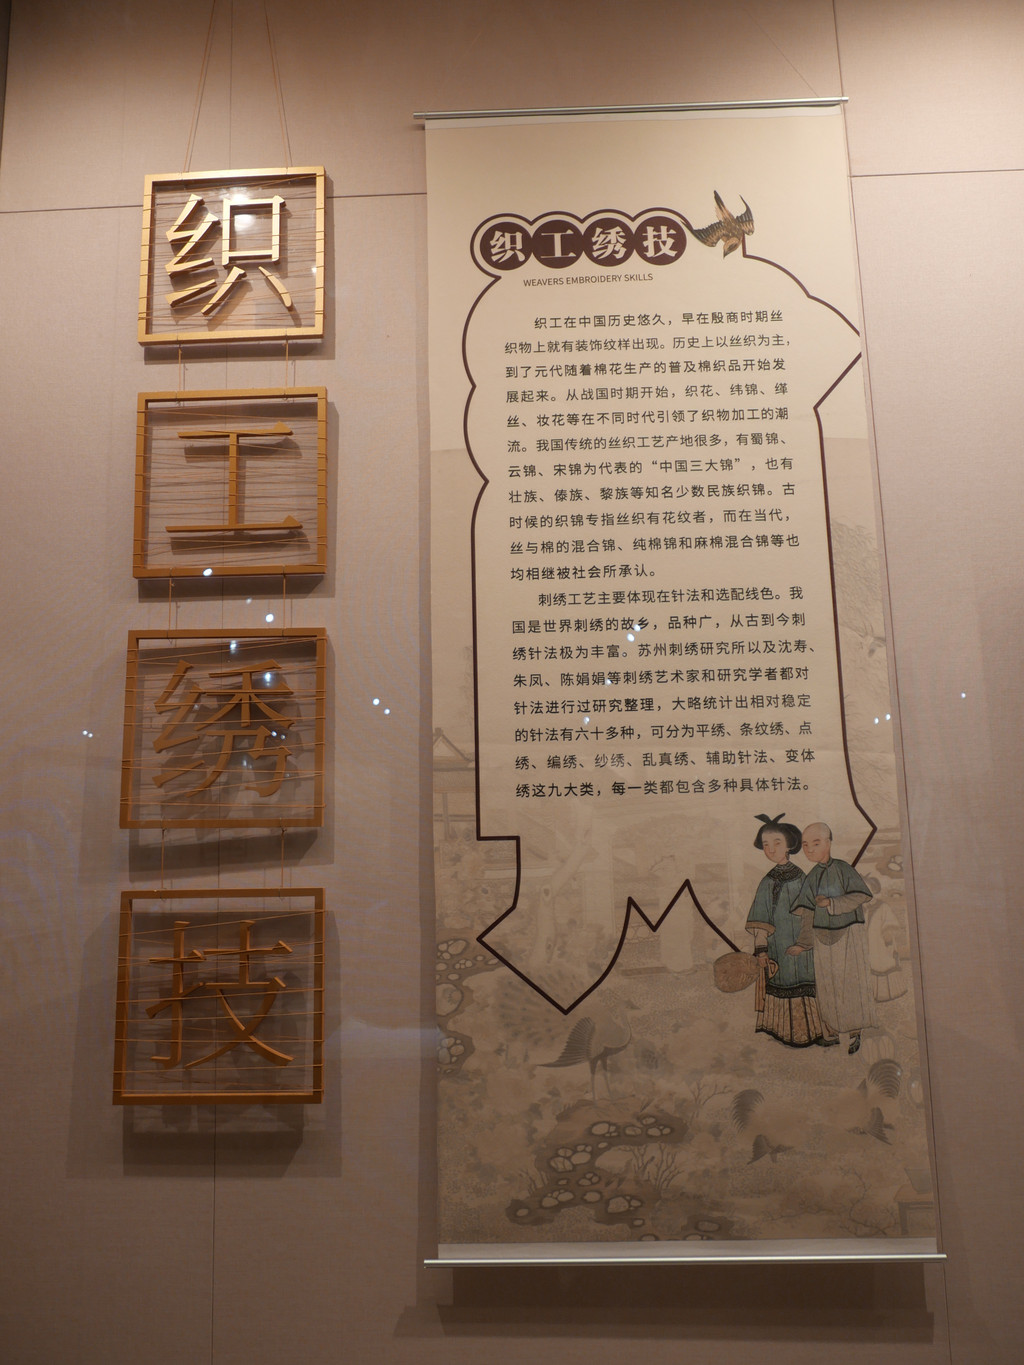 织
工
绣
技
织工绣技
WEAVERS EMBROIDERY SKILLS
织工在中国历史悠久，早在殷商时期丝
织物上就有装饰纹样出现。历史上以丝织为主，
到了元代随着棉花生产的普及棉织品开始发
展起来。从战国时期开始，织花、纬锦、缂
丝、妆花等在不同时代引领了织物加工的潮
流。我国传统的丝织工艺产地很多，有蜀锦、
云锦、宋锦为代表的“中国三大锦”，也有
壮族、傣族、黎族等知名少数民族织锦。古
时候的织锦专指丝织有花纹者，而在当代，
丝与棉的混合锦、纯棉锦和麻棉混合锦等也
均相继被社会所承认。
刺绣工艺主要体现在针法和选配线色。我
国是世界刺绣的故乡，品种广，从古到今刺
绣针法极为丰富。苏州刺绣研究所以及沈寿、
朱凤、陈娟娟等刺绣艺术家和研究学者都对
针法进行过研究整理，大略统计出相对稳定
的针法有六十多种，可分为平绣、条纹绣、点
绣、编绣、纱绣、乱真绣、辅助针法、变体
绣这九大类，每一类都包含多种具体针法。